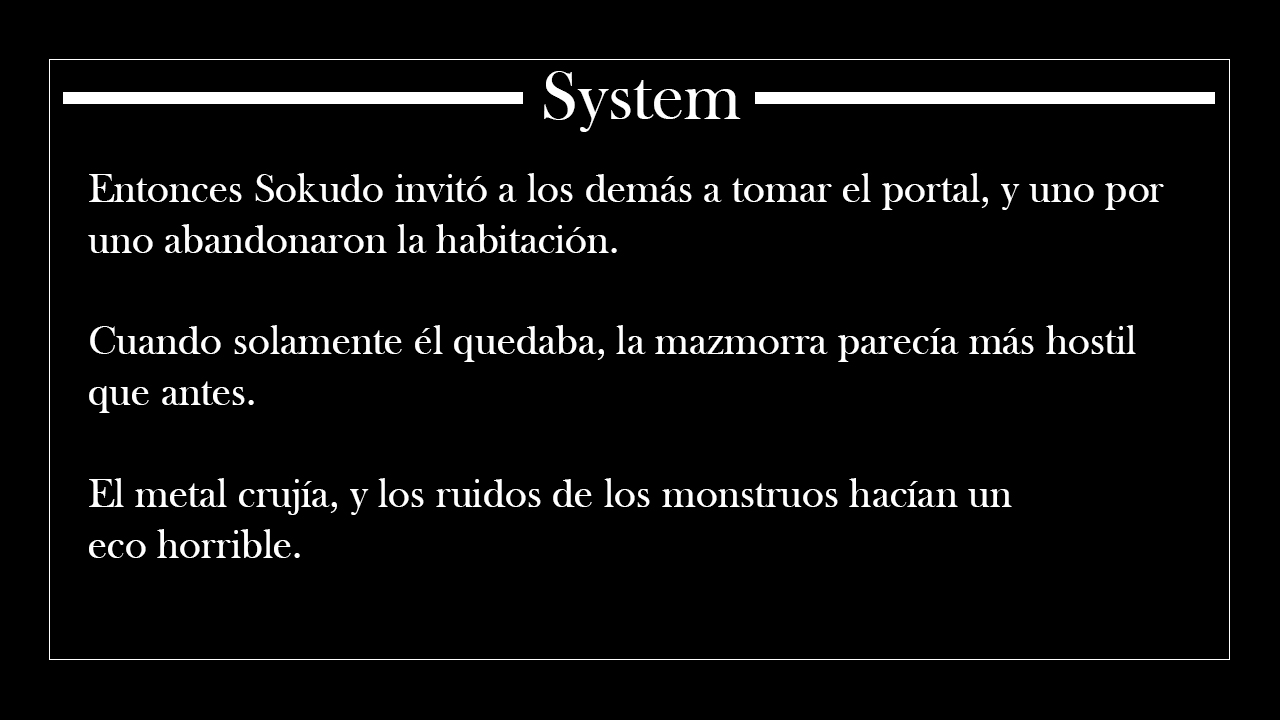 System
Entonces Sokudo invitó a los demás a tomar el portal, y uno por
uno abandonaron la habitación.
Cuando solamente él quedaba, la mazmorra parecía más hostil
que antes.
El metal crujía, y los ruidos de los monstruos hacían un
eco horrible.